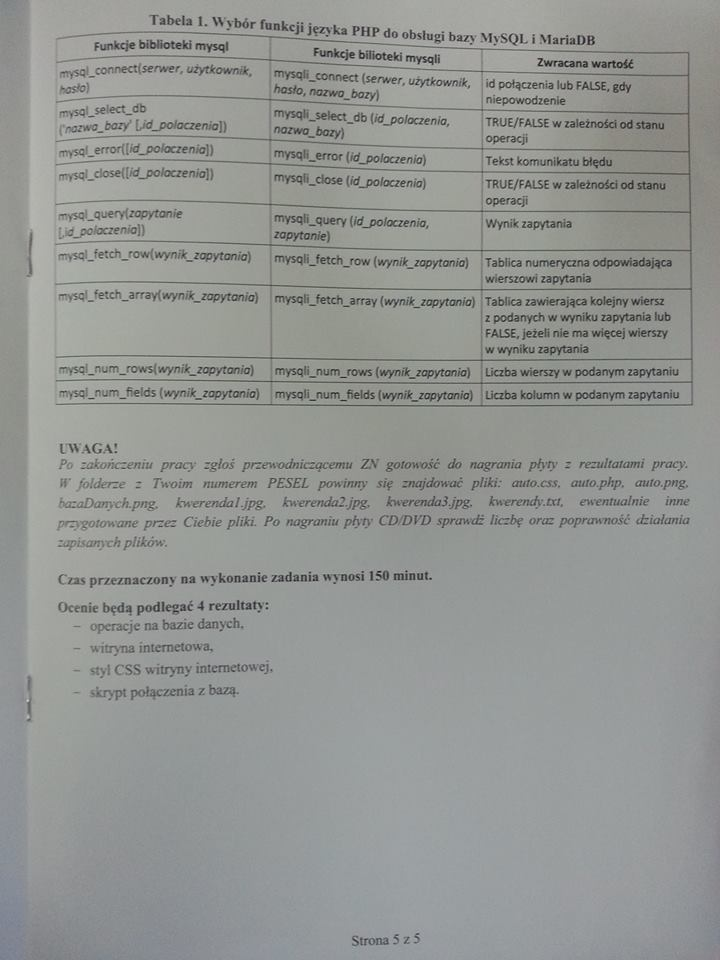 Tabela 1. Wybór funkcji języka PHP do obsługi bazy MySQL i MariaDB
Funkcje biblioteki mysql
Funkcje bilioteki mysqli
Zwracana wartość
mysql_connect(serwer, użytkownik,
hasło)
mysqli_connect (serwer, użytkownik,
hasło, nazwa_bazy)
id połączenia lub FALSE, gdy
niepowodzenie
mysql_select_db
('nazwa_bazy' [,id_polaczenia])
mysqli_select_db (id_polaczenia,
nazwa_bazy)
TRUE/FALSE w zależności od stanu
operacji
mysql_error([id_polaczenia])
mysqli_error (id_polaczenia)
Tekst komunikatu błędu
mysql_close([id_polaczenia])
mysqli_close (id_polaczenia)
TRUE/FALSE w zależności od stanu
operacji
mysql_query(zapytanie
[,id_polaczenia])
mysqli_query (id_polaczenia,
zapytanie)
Wynik zapytania
mysql_fetch_row(wynik_zapytania)
mysqli_fetch_row (wynik_zapytania)
Tablica numeryczna odpowiadająca
wierszowi zapytania
mysql_fetch_array(wynik_zapytania)
mysqli_fetch_array (wynik_zapytania)
Tablica zawierająca kolejny wiersz
z podanych w wyniku zapytania lub
FALSE, jeżeli nie ma więcej wierszy
w wyniku zapytania
mysql_num_rows(wynik_zapytania)
mysqli_num_rows (wynik_zapytania)
Liczba wierszy w podanym zapytaniu
mysql_num_fields (wynik_zapytania)
mysqli_num_fields (wynik_zapytania)
Liczba kolumn w podanym zapytaniu
UWAGA!
Po zakończeniu pracy zgłoś przewodniczącemu ZN gotowość do nagrania płyty z rezultatami pracy.
W folderze z Twoim numerem PESEL powinny się znajdować pliki: auto.css, auto.php, auto.png,
bazaDanych.png, kwerenda1.jpg, kwerenda2.jpg, kwerenda3.jpg, kwerendy.txt, ewentualnie inne
przygotowane przez Ciebie pliki. Po nagraniu płyty CD/DVD sprawdź liczbę oraz poprawność działania
zapisanych plików.
Czas przeznaczony na wykonanie zadania wynosi 150 minut.
Ocenie będą podlegać 4 rezultaty:
− operacje na bazie danych,
− witryna internetowa,
− styl CSS witryny internetowej,
− skrypt połączenia z bazą.
Strona 5 z 5